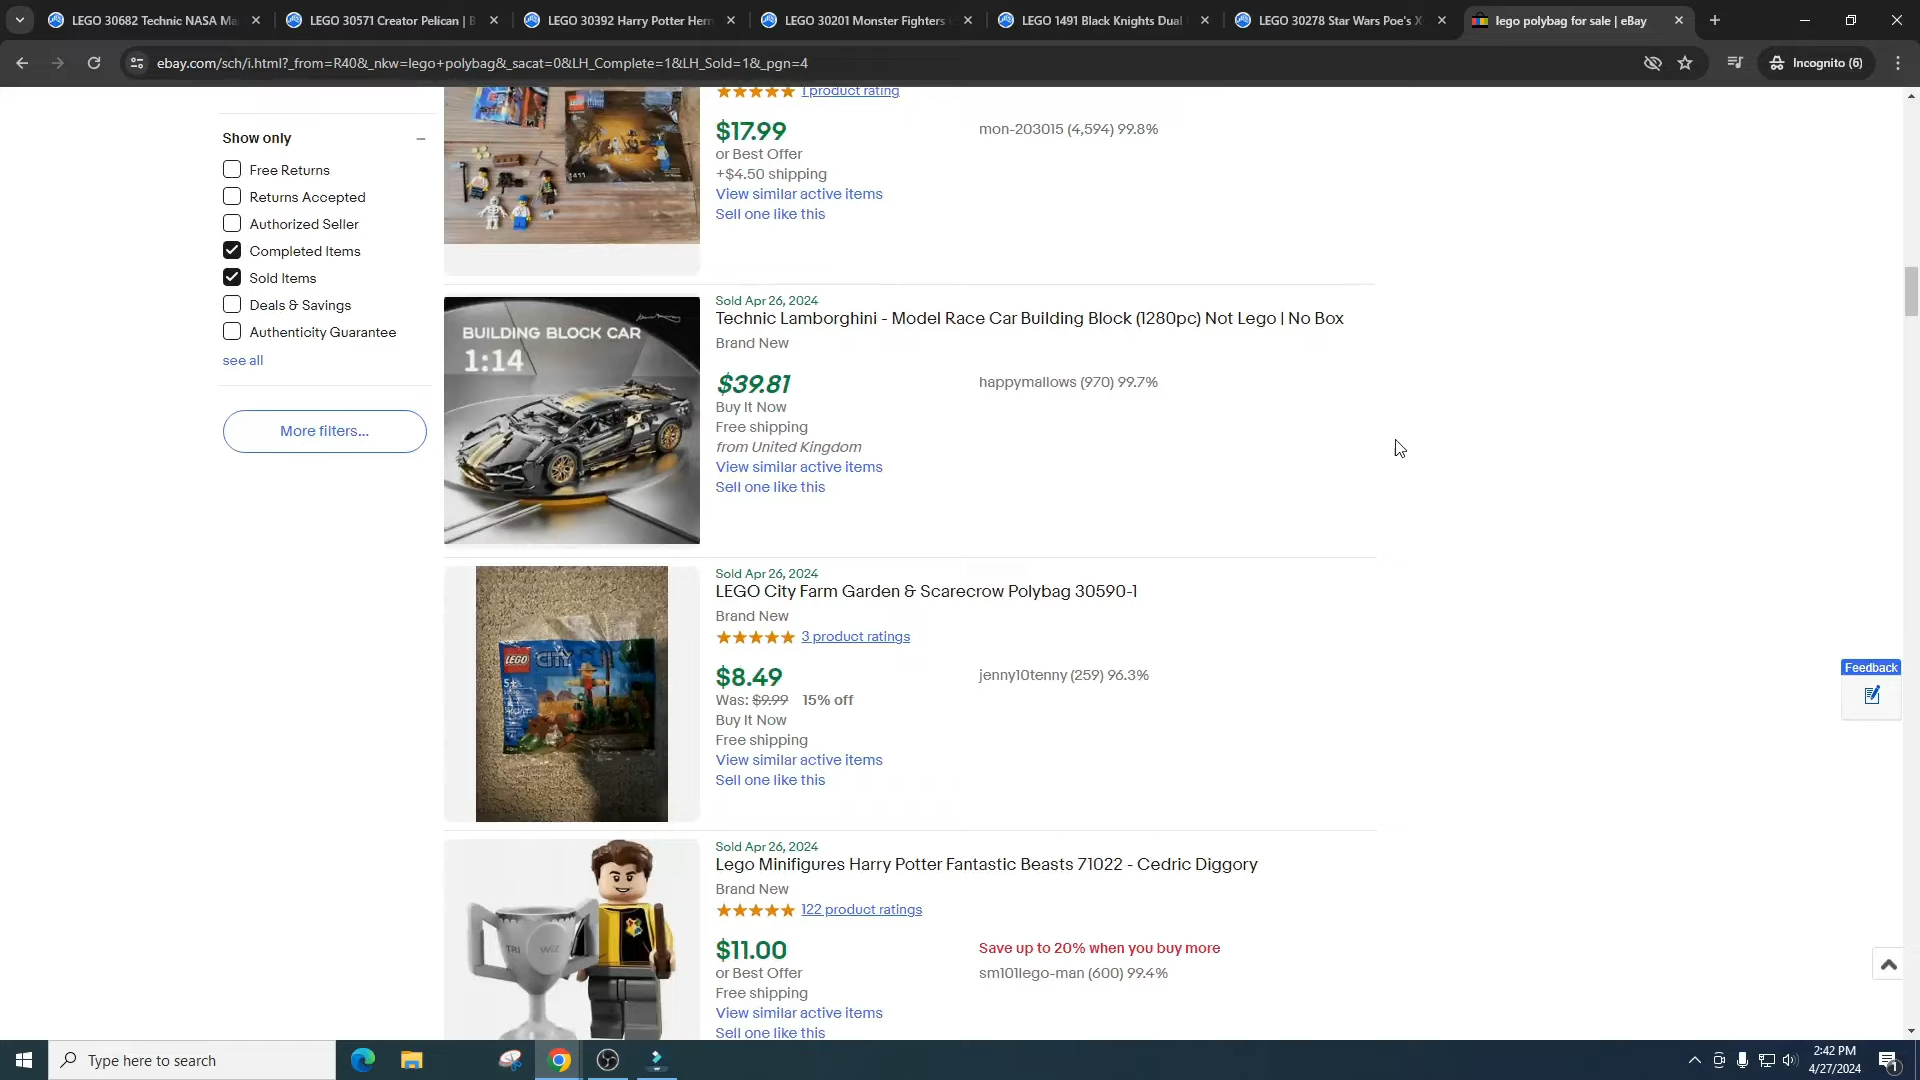 LEGO 30682 Technic NASA Ma
LEGO 30571 Creator Pelican | B
LEGO 30392 Harry Potter Herm
LEGO 30201 Monster Fighters
LEGO 1491 Black Knights Dual
LEGO 30278 Star Wars Poe's X
lego polybag for sale | eBay
ebay.com/sch/i.html?_from=R40&_nkw=lego+polybag&_sacat=0&LH_Complete=1&LH_Sold=1&_pgn=4
Incognito (6)
Show only
Free Returns
Returns Accepted
Authorized Seller
Completed Items
Sold Items
Deals & Savings
Authenticity Guarantee
see all
More filters...
1 product rating
$17.99
mon-203015 (4,594) 99.8%
or Best Offer
+$4.50 shipping
View similar active items
Sell one like this
BUILDING BLOCK CAR
1:14
Sold Apr 26, 2024
Technic Lamborghini - Model Race Car Building Block (1280pc) Not Lego | No Box
Brand New
$39.81
happymallows (970) 99.7%
Buy It Now
Free shipping
from United Kingdom
View similar active items
Sell one like this
LEGO CITY
5+
Sold Apr 26, 2024
LEGO City Farm Garden & Scarecrow Polybag 30590-1
Brand New
3 product ratings
$8.49
jenny10tenny (259) 96.3%
Was: $9.99 15% off
Buy It Now
Free shipping
View similar active items
Sell one like this
TRI WIZ
Sold Apr 26, 2024
Lego Minifigures Harry Potter Fantastic Beasts 71022 - Cedric Diggory
Brand New
122 product ratings
$11.00
Save up to 20% when you buy more
or Best Offer
sm101lego-man (600) 99.4%
Free shipping
View similar active items
Sell one like this
Feedback
Type here to search
2:42 PM
4/27/2024
1